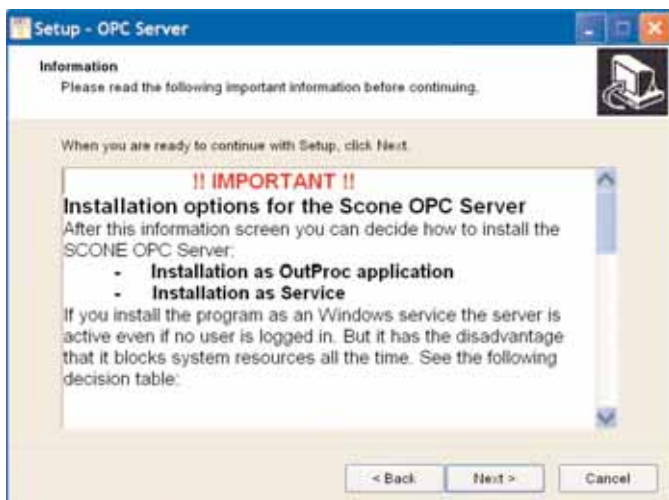 Setup - OPC Server
Information
Please read the following important information before continuing.
When you are ready to continue with Setup, click Next.
!! IMPORTANT !!
Installation options for the Scone OPC Server
After this information screen you can decide how to install the
SCONE OPC Server:
- Installation as OutProc application
- Installation as Service
If you install the program as an Windows service the server is
active even if no user is logged in. But it has the disadvantage
that it blocks system resources all the time. See the following
decision table:
< Back Next > Cancel